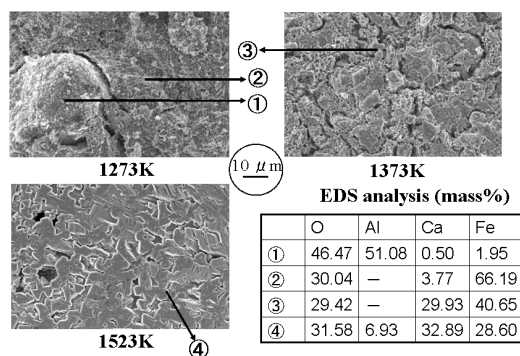 ③
②
①
1273K
10 μm
1373K
EDS analysis (mass%)
O Al Ca Fe
① 46.47 51.08 0.50 1.95
② 30.04 — 3.77 66.19
③ 29.42 — 29.93 40.65
④ 31.58 6.93 32.89 28.60
1523K
④